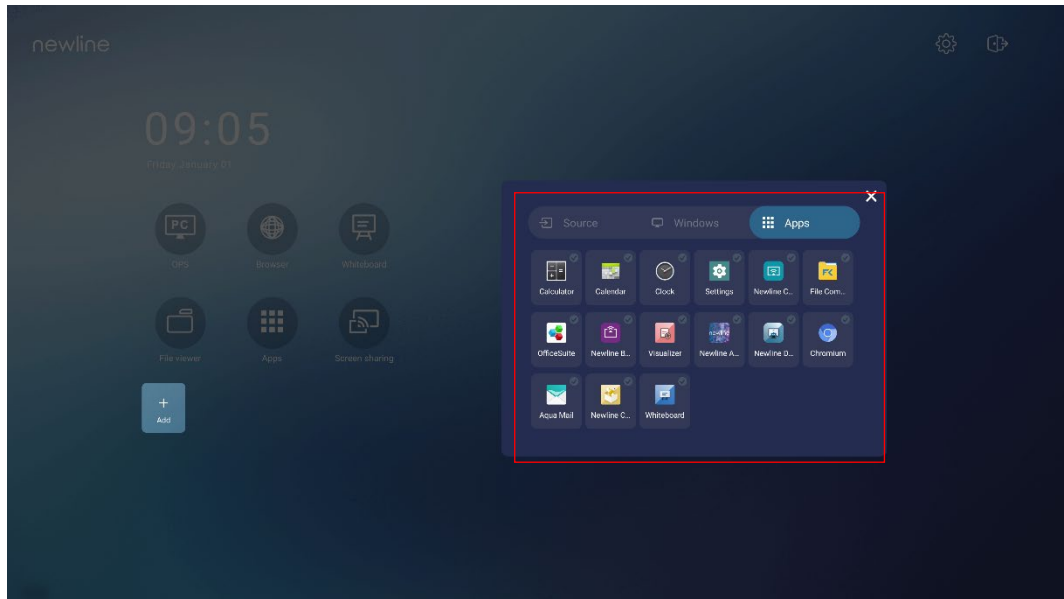 newline
09:05
Friday January 01
PC
OPS
Browser
Whiteboard
File viewer
Apps
Screen sharing
+
Add
Source
Windows
Apps
Calculator
Calendar
Clock
Settings
Newline C...
File Com...
OfficeSuite
Newline B...
Visualizer
Newline A...
Newline D...
Chromium
Aqua Mail
Newline C...
Whiteboard